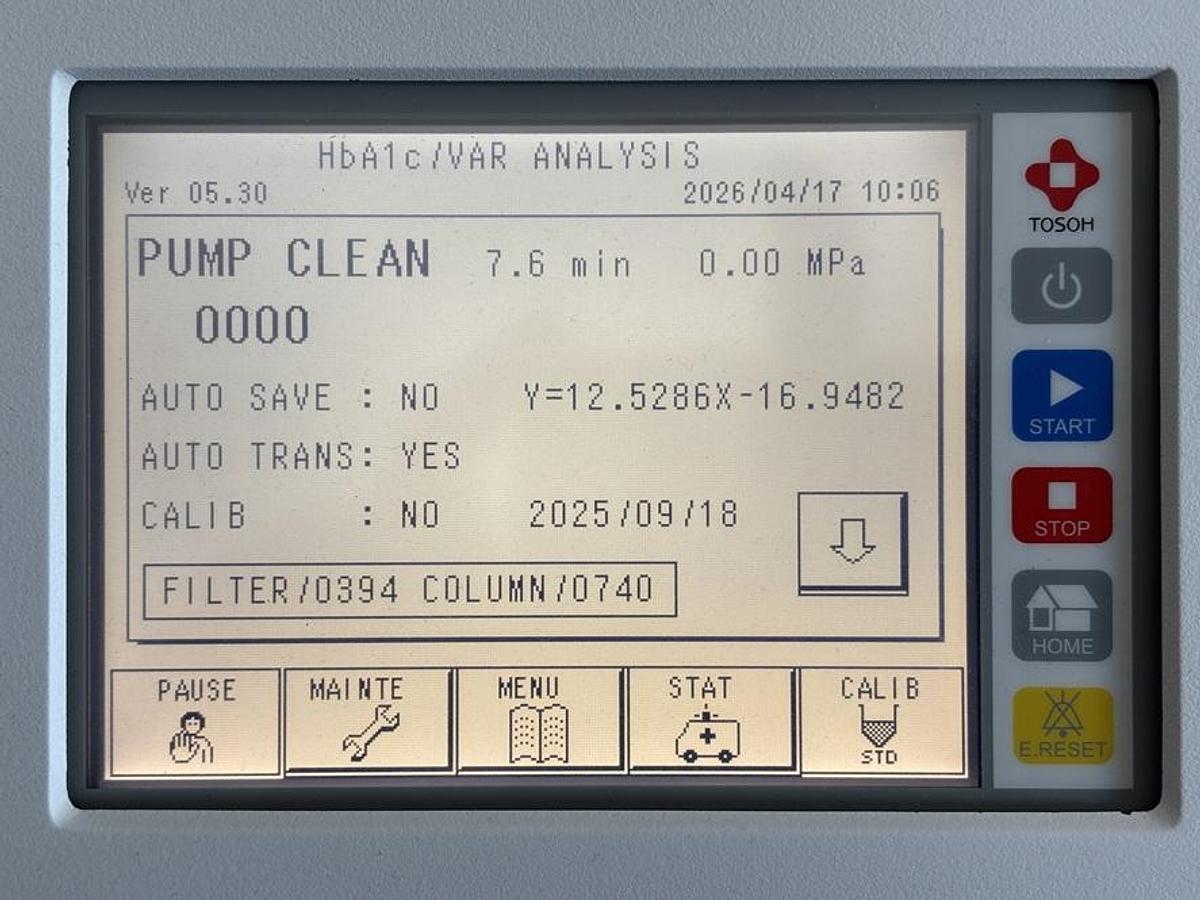 HbA1c/VAR ANALYSIS
Ver 05.30 2026/04/17 10:06
PUMP CLEAN 7.6 min 0.00 MPa
0000
AUTO SAVE : NO Y=12.5286X-16.9482
AUTO TRANS: YES
CALIB : NO 2025/09/18
FILTER/0394 COLUMN/0740
PAUSE MAINTE MENU STAT CALIB
STD
TOSOH
START
STOP
HOME
E.RESET